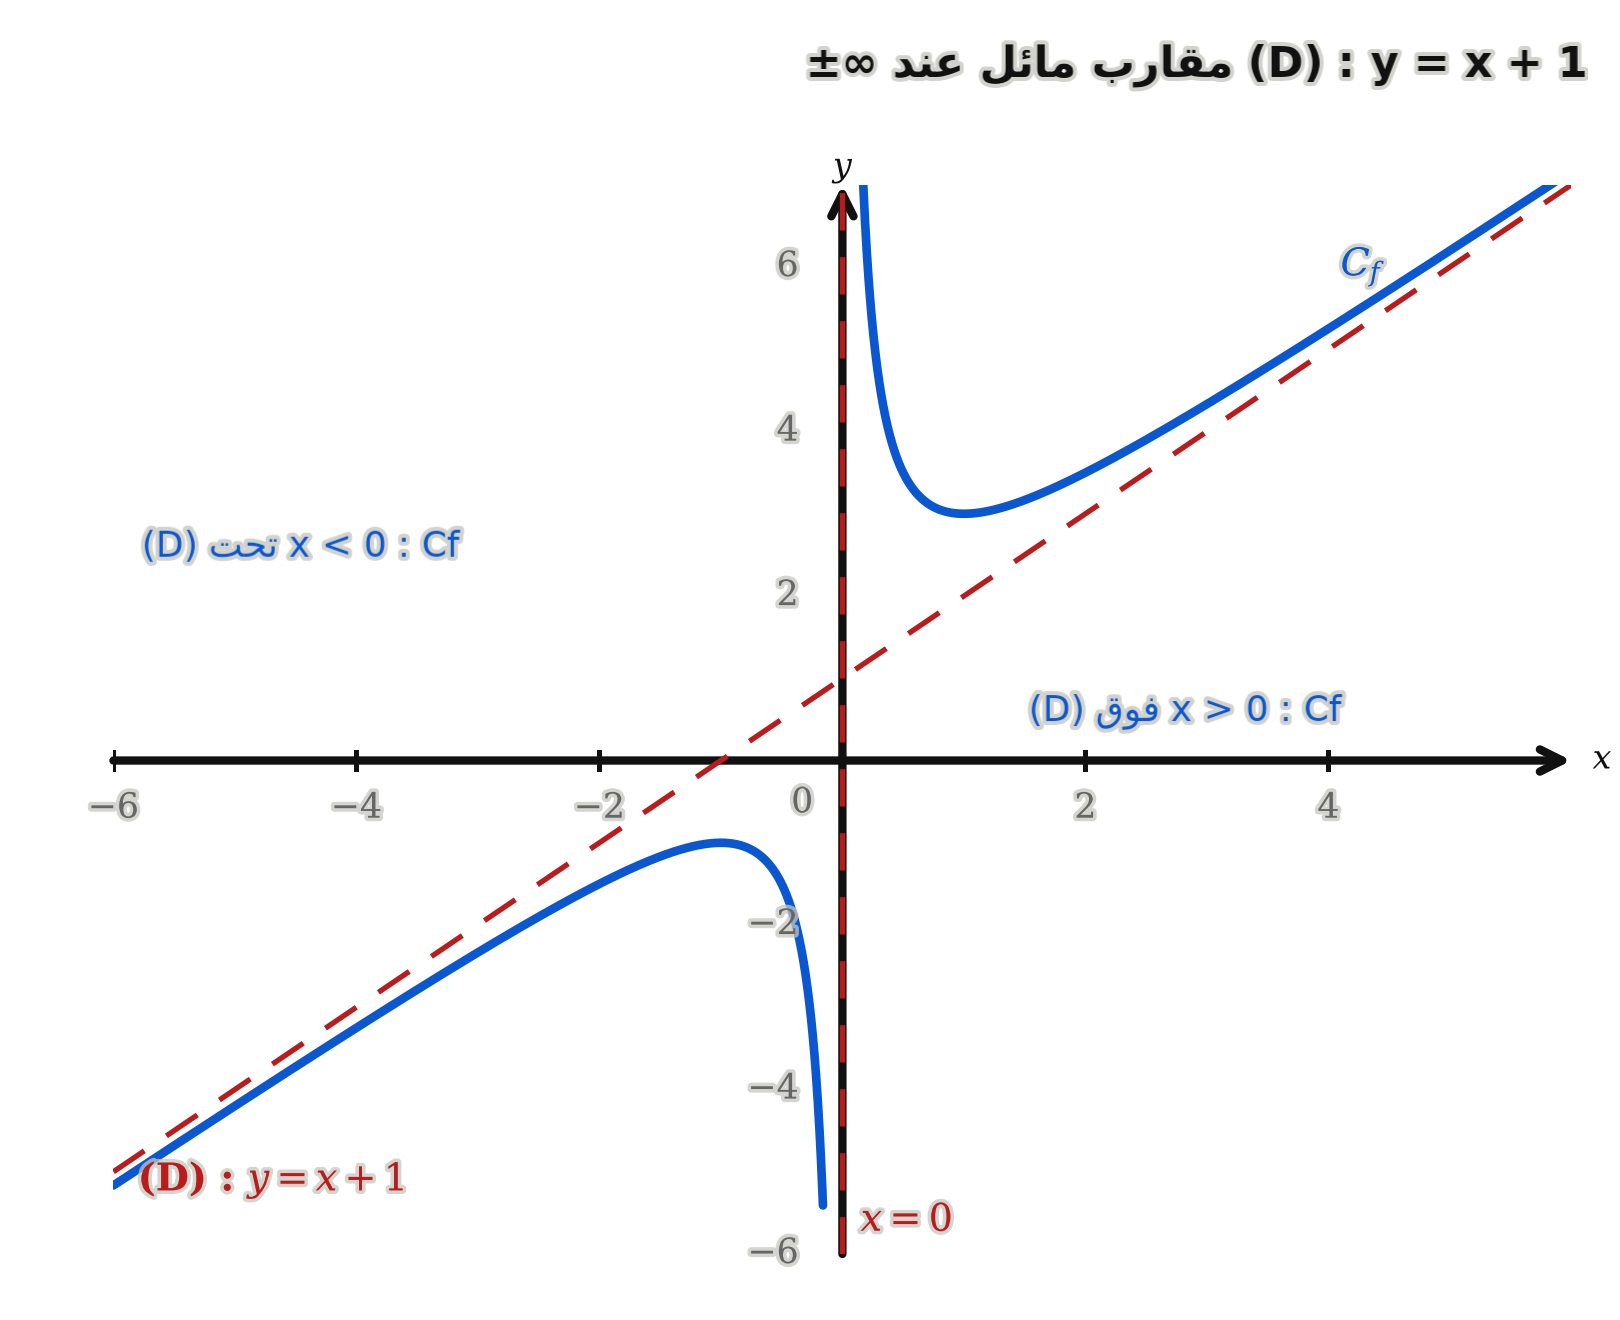 (D) : y = x + 1 مقارب مائل عند ±∞
y
6
C_f
4
x < 0 : Cf تحت (D)
2
x > 0 : Cf فوق (D)
x
−6 −4 −2 0 2 4
−2
−4
(D) : y = x + 1
x = 0
−6